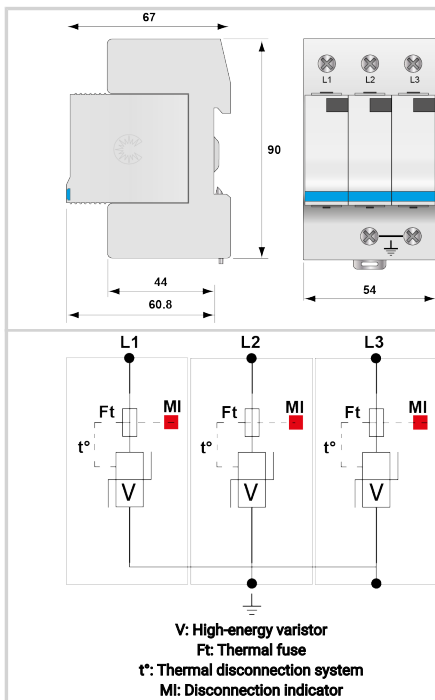 67
90
L1 L2 L3
44
60.8
54
L1 L2 L3
Ft MI Ft MI Ft MI
t° t° t°
V V V
V: High-energy varistor
Ft: Thermal fuse
t°: Thermal disconnection system
MI: Disconnection indicator